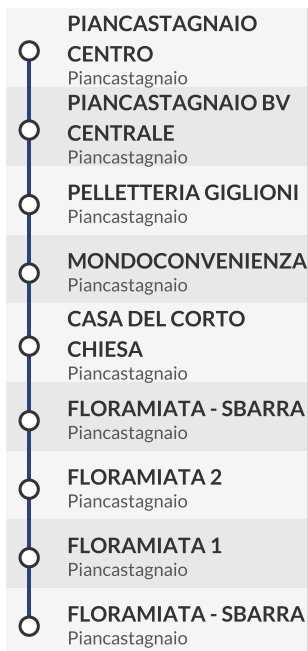 PIANCASTAGNAIO
CENTRO
Piancastagnaio
PIANCASTAGNAIO BV
CENTRALE
Piancastagnaio
PELLETTERIA GIGLIONI
Piancastagnaio
MONDOCONVENIENZA
Piancastagnaio
CASA DEL CORTO
CHIESA
Piancastagnaio
FLORAMIATA - SBARRA
Piancastagnaio
FLORAMIATA 2
Piancastagnaio
FLORAMIATA 1
Piancastagnaio
FLORAMIATA - SBARRA
Piancastagnaio